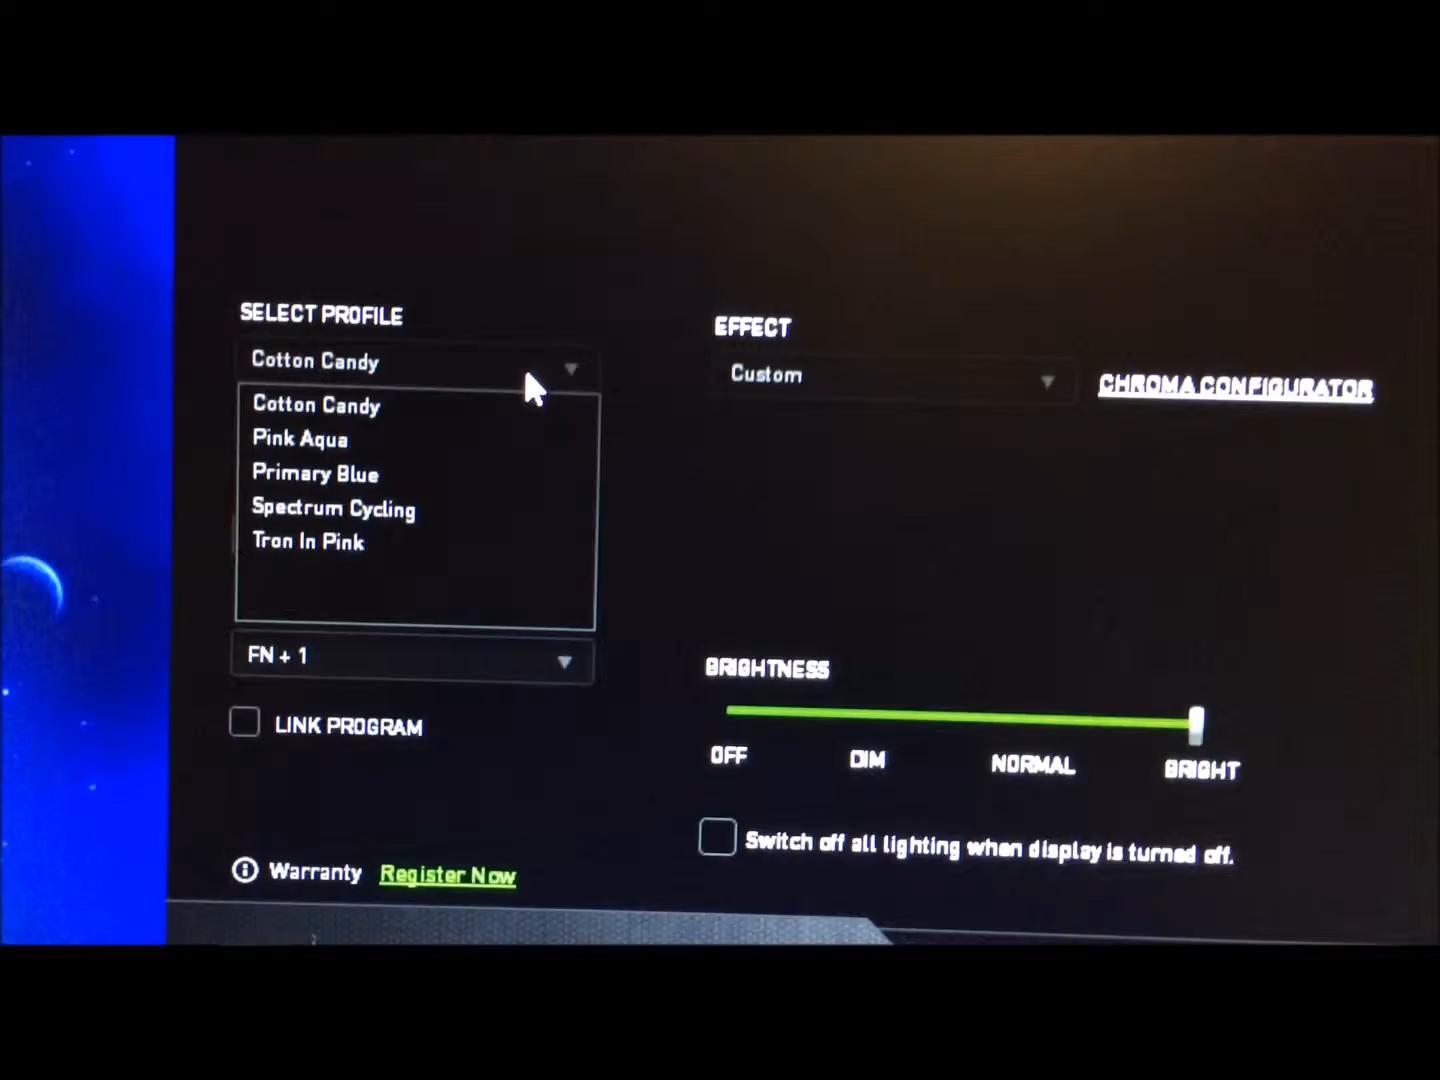 SELECT PROFILE
Cotton Candy
Cotton Candy
Pink Aqua
Primary Blue
Spectrum Cycling
Tron In Pink
FN + 1
LINK PROGRAM
Warranty Register Now
EFFECT
Custom
CHROMA CONFIGURATOR
BRIGHTNESS
OFF DIM NORMAL BRIGHT
Switch off all lighting when display is turned off.